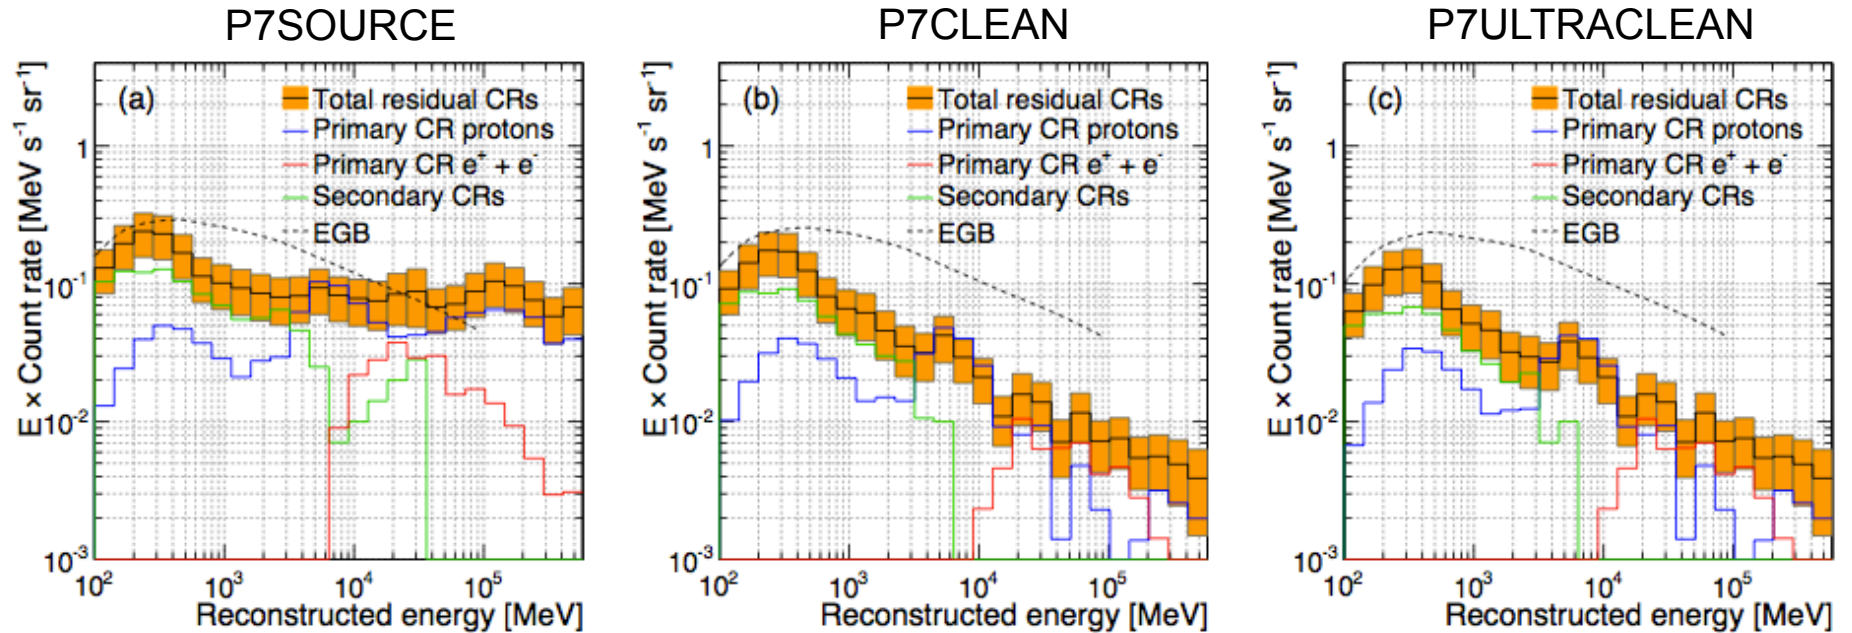 P7SOURCE
(a)
Total residual CRs
Primary CR protons
Primary CR e⁺ + e⁻
Secondary CRs
EGB
E × Count rate [MeV s⁻¹ sr⁻¹]
1
10⁻¹
10⁻²
10⁻³
10² 10³ 10⁴ 10⁵
Reconstructed energy [MeV]
P7CLEAN
(b)
Total residual CRs
Primary CR protons
Primary CR e⁺ + e⁻
Secondary CRs
EGB
E × Count rate [MeV s⁻¹ sr⁻¹]
1
10⁻¹
10⁻²
10⁻³
10² 10³ 10⁴ 10⁵
Reconstructed energy [MeV]
P7ULTRACLEAN
(c)
Total residual CRs
Primary CR protons
Primary CR e⁺ + e⁻
Secondary CRs
EGB
E × Count rate [MeV s⁻¹ sr⁻¹]
1
10⁻¹
10⁻²
10⁻³
10² 10³ 10⁴ 10⁵
Reconstructed energy [MeV]